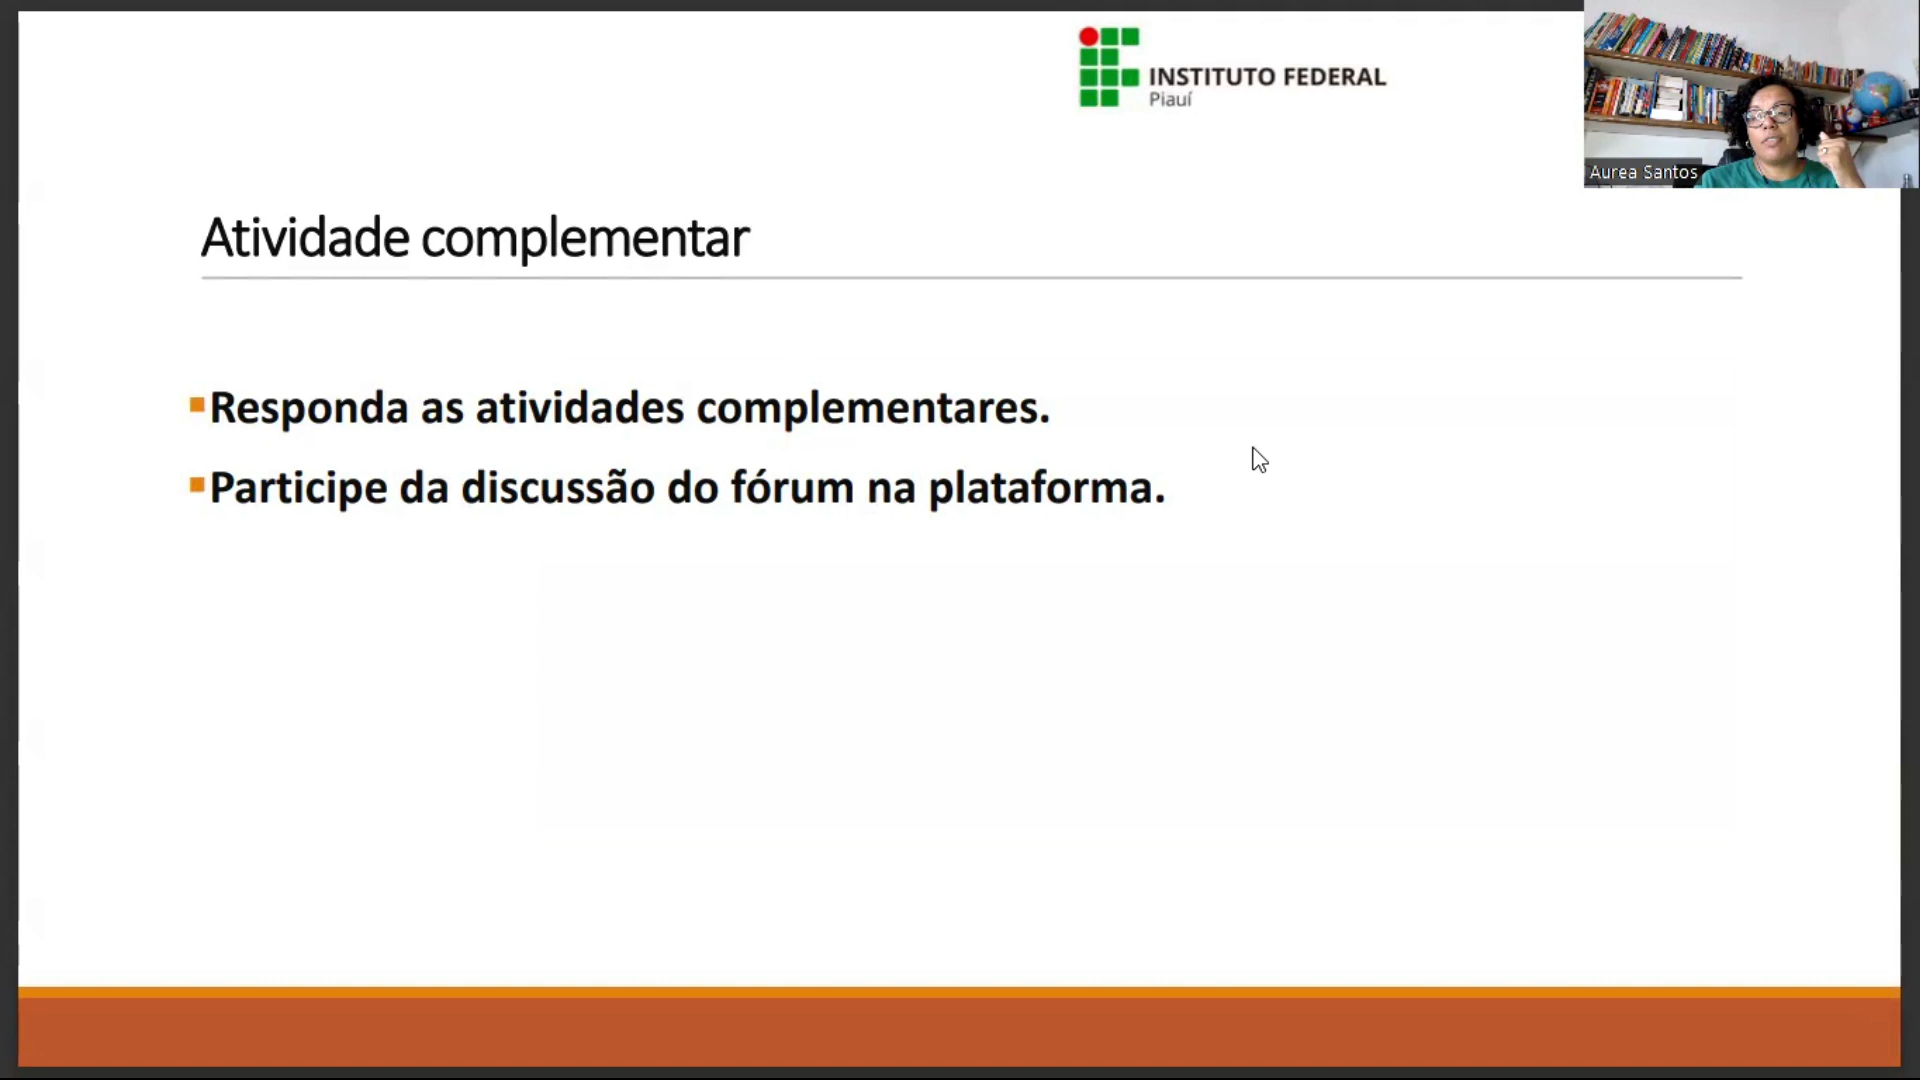 INSTITUTO FEDERAL
Piauí
Aurea Santos
Atividade complementar
Responda as atividades complementares.
Participe da discussão do fórum na plataforma.